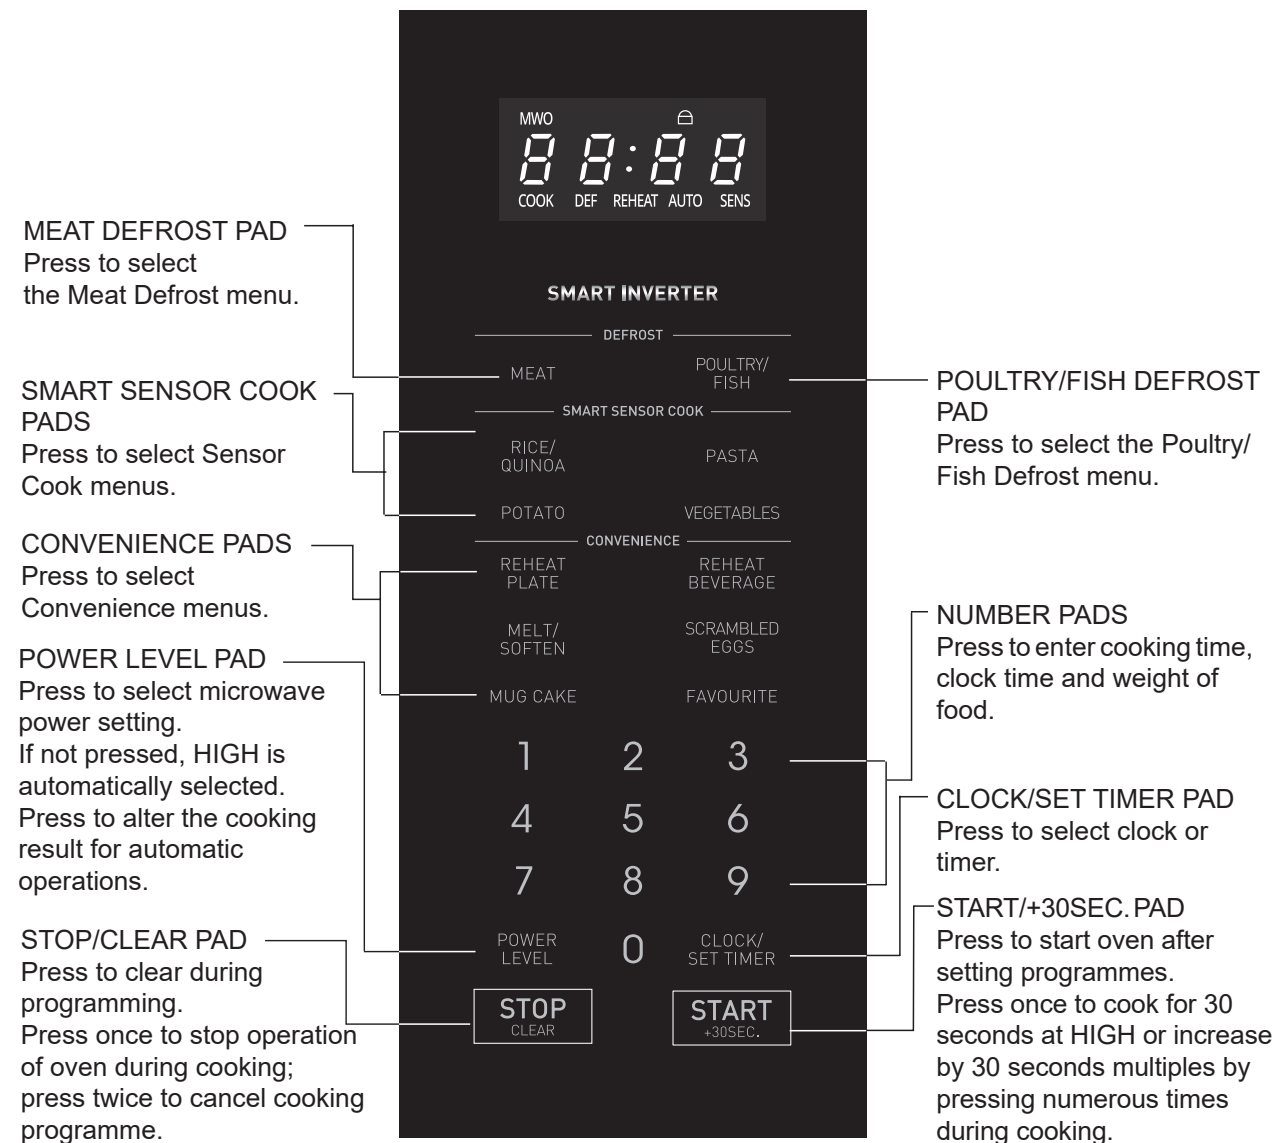 MWO
88:88
COOK DEF REHEAT AUTO SENS
MEAT DEFROST PAD
Press to select
the Meat Defrost menu.
SMART SENSOR COOK
PADS
Press to select Sensor
Cook menus.
CONVENIENCE PADS
Press to select
Convenience menus.
POWER LEVEL PAD
Press to select microwave
power setting.
If not pressed, HIGH is
automatically selected.
Press to alter the cooking
result for automatic
operations.
STOP/CLEAR PAD
Press to clear during
programming.
Press once to stop operation
of oven during cooking;
press twice to cancel cooking
programme.
SMART INVERTER
DEFROST
MEAT
POULTRY/
FISH
SMART SENSOR COOK
RICE/
QUINOA
PASTA
POTATO
VEGETABLES
CONVENIENCE
REHEAT
PLATE
REHEAT
BEVERAGE
MELT/
SOFTEN
SCRAMBLED
EGGS
MUG CAKE
FAVOURITE
1 2 3
4 5 6
7 8 9
POWER
LEVEL
0
CLOCK/
SET TIMER
STOP
CLEAR
START
+30SEC.
POULTRY/FISH DEFROST
PAD
Press to select the Poultry/
Fish Defrost menu.
NUMBER PADS
Press to enter cooking time,
clock time and weight of
food.
CLOCK/SET TIMER PAD
Press to select clock or
timer.
START/+30SEC. PAD
Press to start oven after
setting programmes.
Press once to cook for 30
seconds at HIGH or increase
by 30 seconds multiples by
pressing numerous times
during cooking.